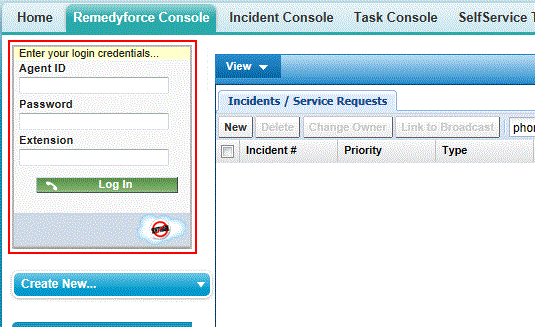 Home Remedyforce Console Incident Console Task Console SelfService
Enter your login credentials...
Agent ID
Password
Extension
Log In
Create New...
View
Incidents / Service Requests
New Delete Change Owner Link to Broadcast
Incident # Priority Type